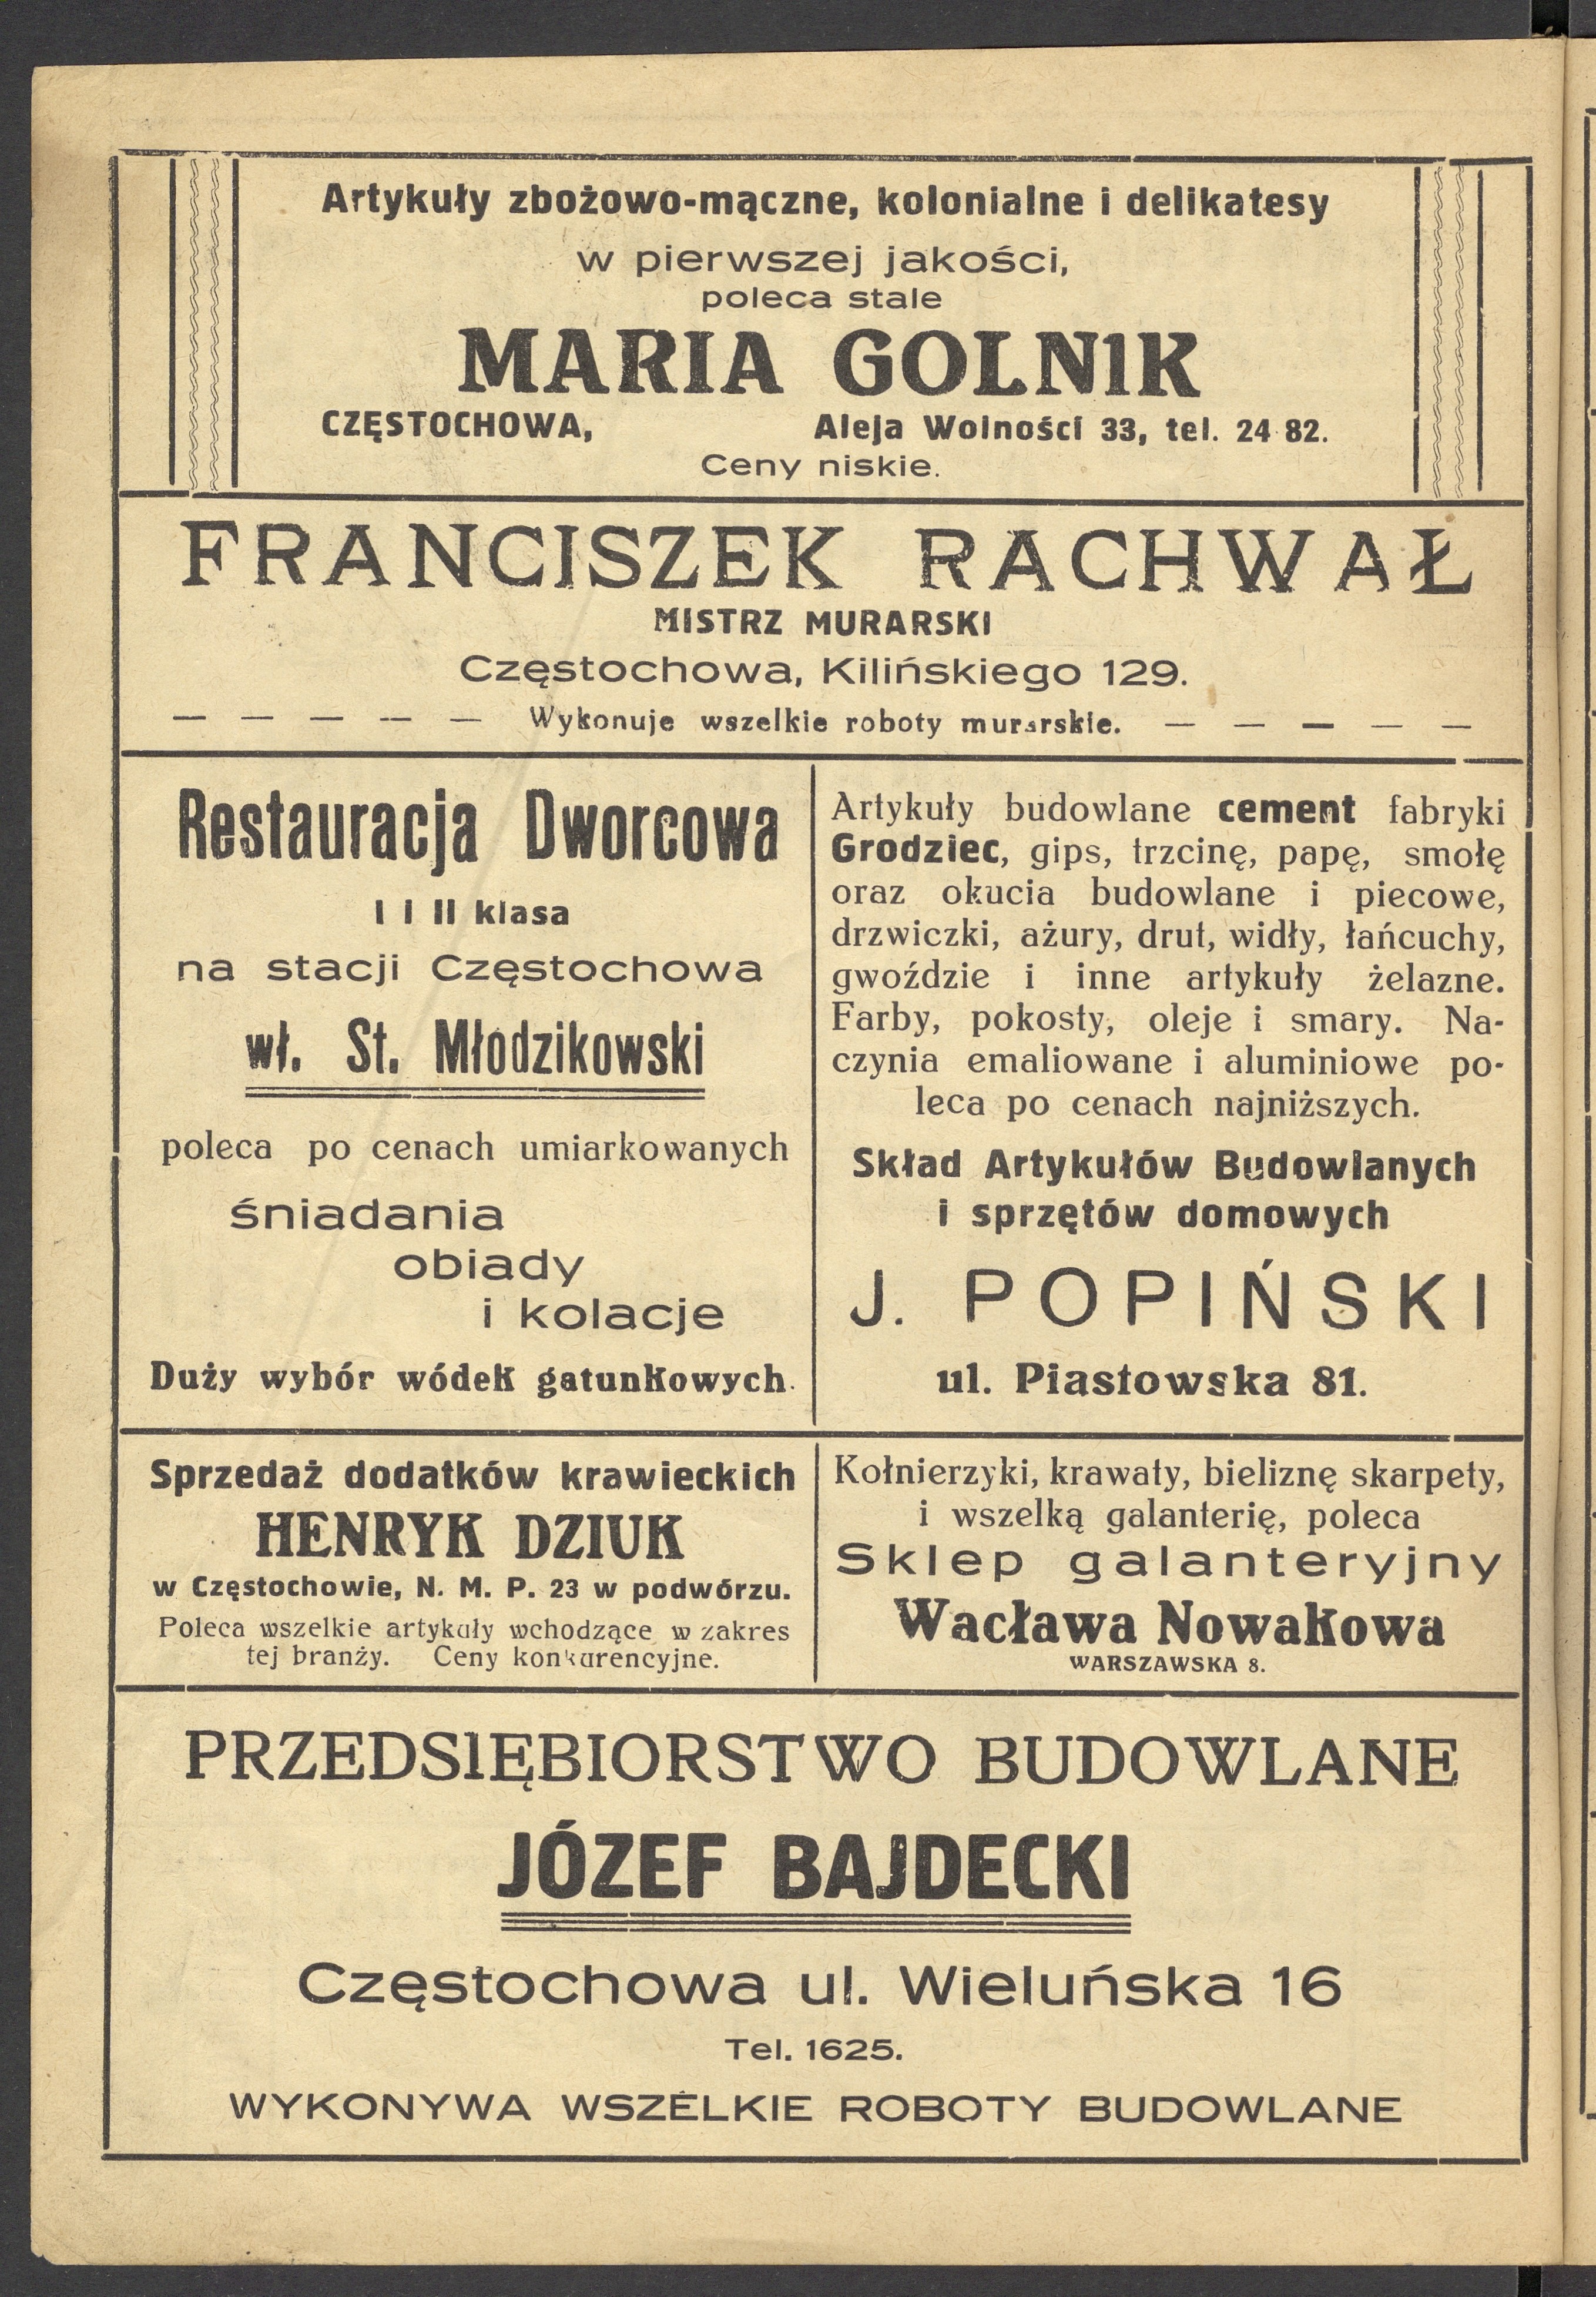 Artykuły zbożowo-mączne, kolonialne i delikatesy
w pierwszej jakości,
poleca stale
MARIA GOLNIK
CZĘSTOCHOWA, Aleja Wolności 33, tel. 24-82.
Ceny niskie.
FRANCISZEK RACHWAŁ
MISTRZ MURARSKI
Częstochowa, Kilińskiego 129.
— — — — — Wykonuje wszelkie roboty murarskie. — — — — —
Restauracja Dworcowa
I i II klasa
na stacji Częstochowa
wł. St. Młodzikowski
poleca po cenach umiarkowanych
śniadania
obiady
i kolacje
Duży wybór wódek gatunkowych.
Artykuły budowlane cement fabryki
Grodziec, gips, trzcinę, papę, smołę
oraz okucia budowlane i piecowe,
drzwiczki, ażury, drut, widły, łańcuchy,
gwoździe i inne artykuły żelazne.
Farby, pokosty, oleje i smary. Na-
czynia emaliowane i aluminiowe po-
leca po cenach najniższych.
Skład Artykułów Budowlanych
i sprzętów domowych
J. POPIŃSKI
ul. Piastowska 81.
Sprzedaż dodatków krawieckich
HENRYK DZIUK
w Częstochowie, N. M. P. 23 w podwórzu.
Poleca wszelkie artykuły wchodzące w zakres
tej branży. Ceny konkurencyjne.
Kołnierzyki, krawaty, bieliznę skarpety,
i wszelką galanterię, poleca
Sklep galanteryjny
Wacława Nowakowa
WARSZAWSKA 8.
PRZEDSIĘBIORSTWO BUDOWLANE
JÓZEF BAJDECKI
Częstochowa ul. Wieluńska 16
Tel. 1625.
WYKONYWA WSZELKIE ROBOTY BUDOWLANE